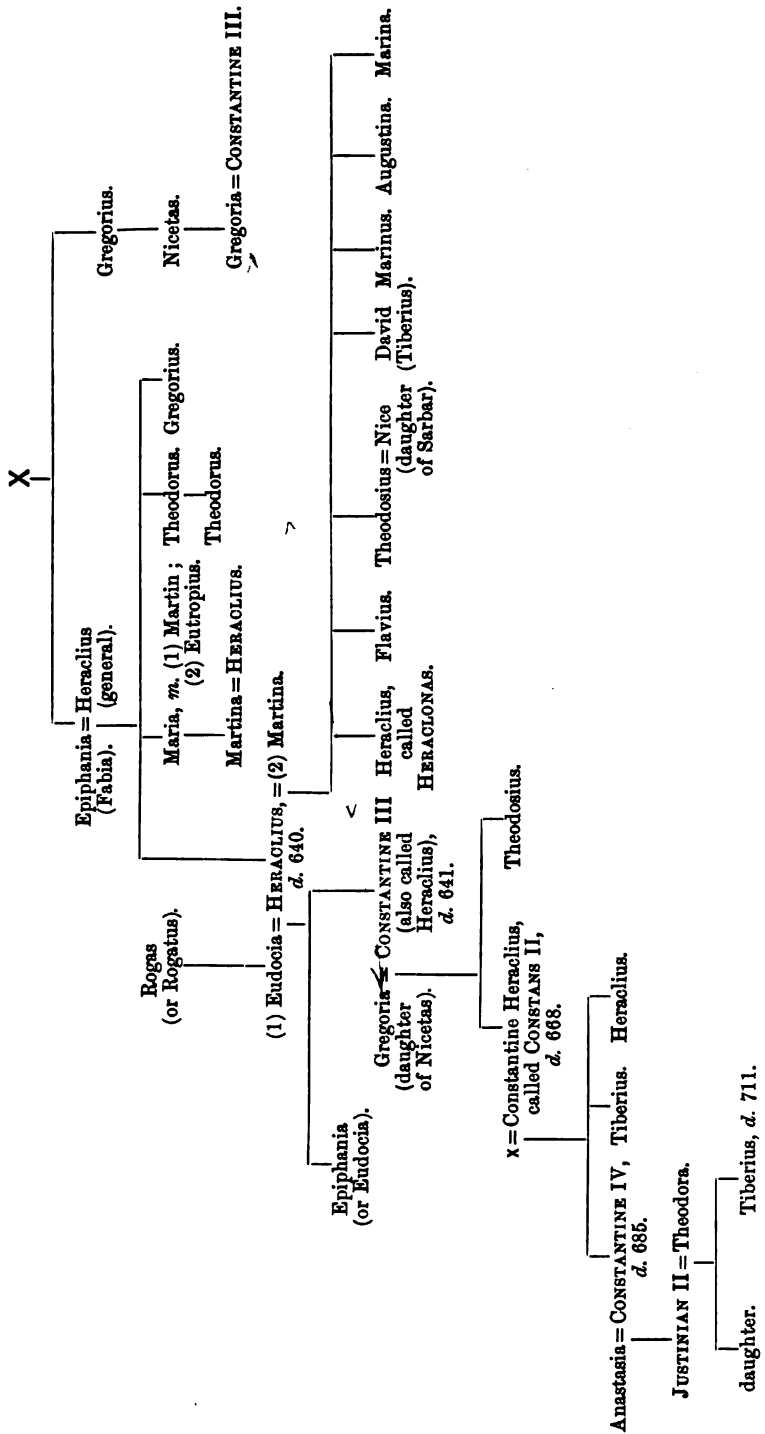 X
Epiphania = Heraclius
(Fabia). (general).
Gregorius.
Rogas
(or Rogatus).
Maria, m. (1) Martin;
(2) Eutropius.
Theodorus. Gregorius.
Nicetas.
Martina = HERACLIUS.
Theodorus.
Gregoria = CONSTANTINE III.
(1) Eudocia = HERACLIUS, = (2) Martina.
d. 640.
Epiphania
(or Eudocia).
Gregoria = CONSTANTINE III
(daughter (also called
of Nicetas). Heraclius),
d. 641.
Heraclius,
called
HERACLONAS.
Flavius.
Theodosius = Nice
(daughter
of Sarbar).
David
(Tiberius).
Marinus. Augustina. Marina.
x = Constantine Heraclius,
called CONSTANS II,
d. 668.
Theodosius.
Anastasia = CONSTANTINE IV, Tiberius. Heraclius.
d. 685.
JUSTINIAN II = Theodora.
daughter. Tiberius, d. 711.